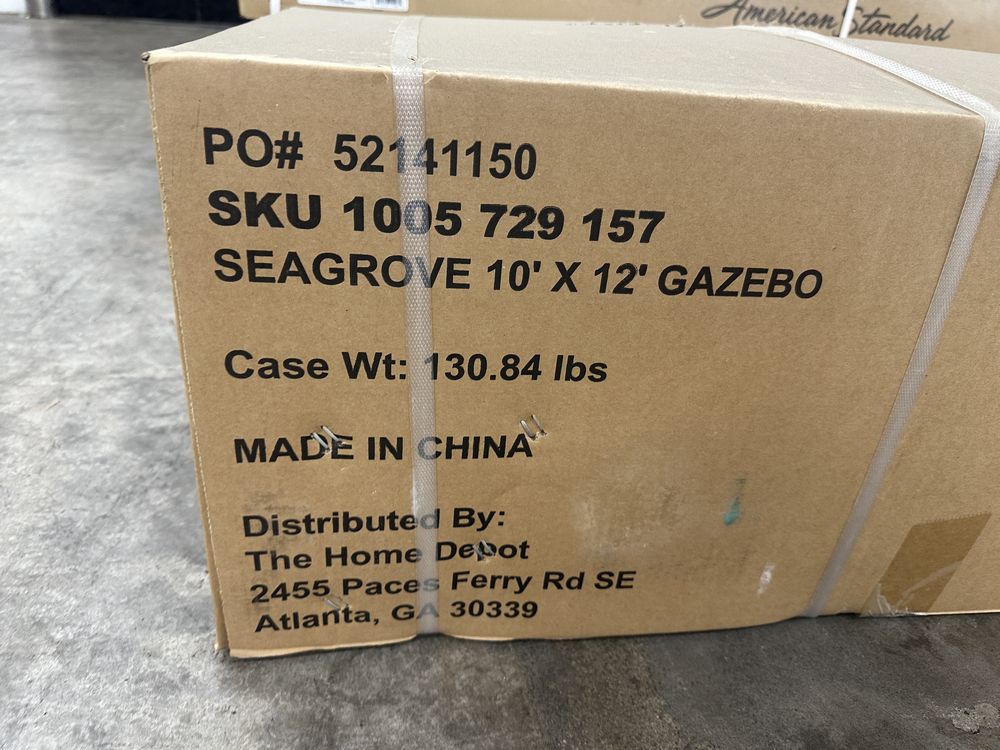 American Standard
PO# 52141150
SKU 1005 729 157
SEAGROVE 10' X 12' GAZEBO
Case Wt: 130.84 lbs
MADE IN CHINA
Distributed By:
The Home Depot
2455 Paces Ferry Rd SE
Atlanta, GA 30339